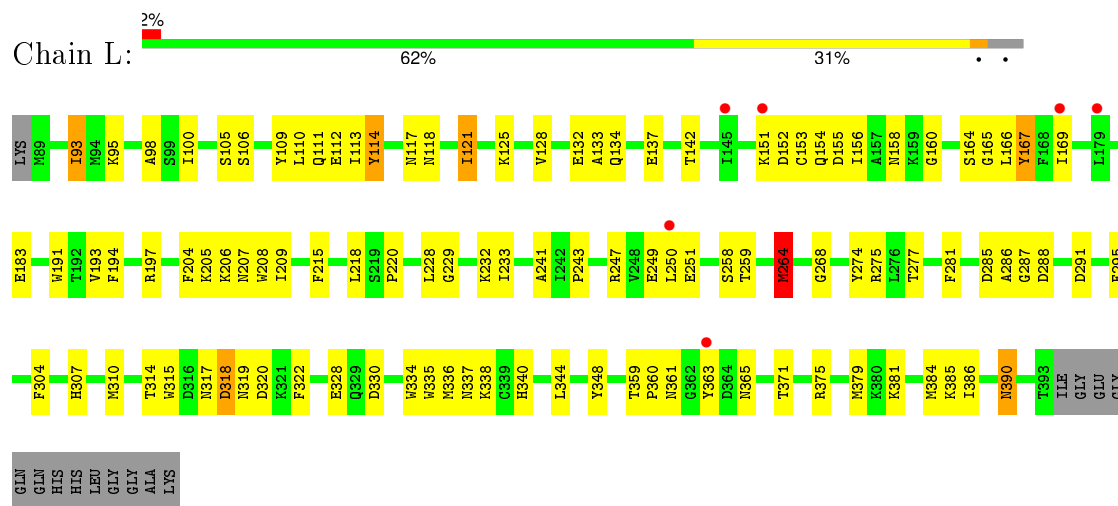 2%
Chain L:
62% 31% • •
LYS M89 I93 M94 K95 A98 S99 I100 S105 S106 Y109 L110 Q111 E112 I113 Y114 N117 N118 I121 K125 V128 E132 A133 Q134 E137 T142 I145 K151 D152 C153 Q154 D155 I156 A157 N158 K159 G160 S164 G165 L166 Y167 F168 I169 L179
E183 W191 T192 V193 F194 R197 F204 K205 K206 N207 W208 I209 F215 L218 S219 P220 L228 G229 K232 I233 A241 I242 P243 R247 V248 E249 L250 E251 S258 T259 M264 G268 Y274 R275 L276 T277 F281 D285 A286 G287 D288 D291
F304 H307 M310 T314 W315 D316 N317 D318 N319 D320 K321 F322 E328 Q329 D330 W334 W335 M336 N337 K338 C339 H340 L344 Y348 T359 P360 N361 G362 Y363 D364 N365 T371 R375 M379 K380 K381 M384 K385 I386 N390 T393 ILE GLY GLU GLY
GLN GLN HIS HIS LEU GLY GLY ALA LYS